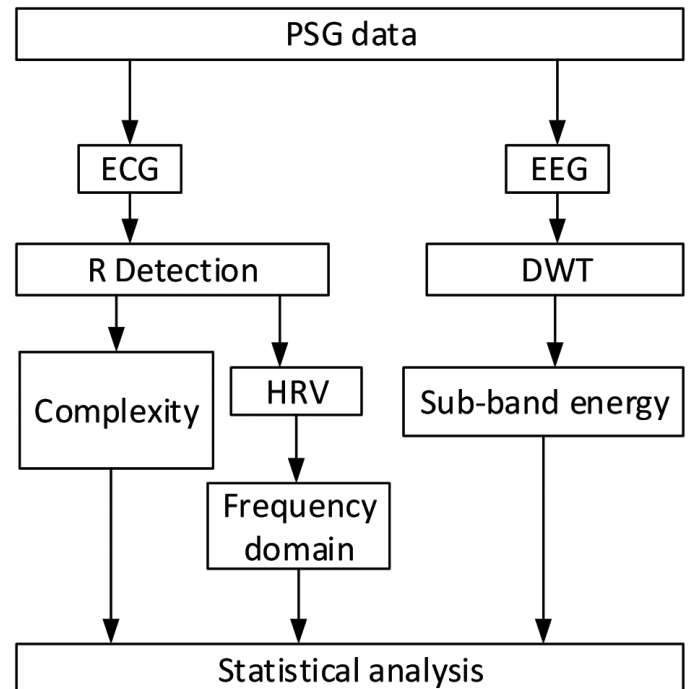 PSG data
ECG
EEG
R Detection
DWT
Complexity
HRV
Sub-band energy
Frequency
domain
Statistical analysis